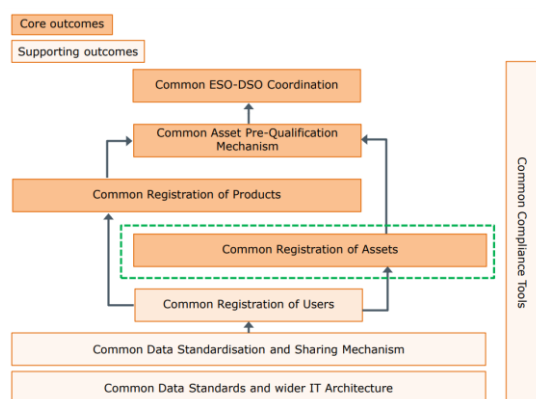 Core outcomes
Supporting outcomes
Common ESO-DSO Coordination
Common Asset Pre-Qualification
Mechanism
Common Registration of Products
Common Registration of Assets
Common Registration of Users
Common Data Standardisation and Sharing Mechanism
Common Data Standards and wider IT Architecture
Common Compliance Tools